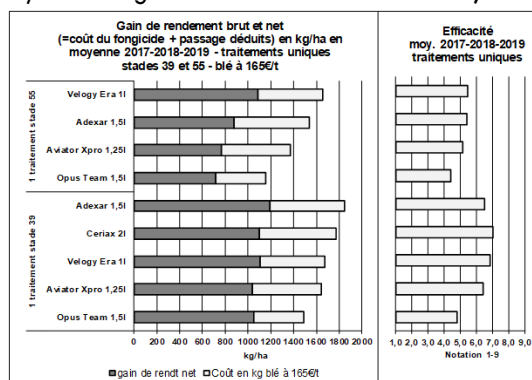 Gain de rendement brut et net
(=coût du fongicide + passage déduits) en kg/ha en
moyenne 2017-2018-2019 - traitements uniques
stades 39 et 55 - blé à 165€/t
1 traitement stade 55
Velogy Era 1l
Adexar 1,5l
Aviator Xpro 1,25l
Opus Team 1,5l
1 traitement stade 39
Adexar 1,5l
Ceriax 2l
Velogy Era 1l
Aviator Xpro 1,25l
Opus Team 1,5l
0 200 400 600 800 1000 1200 1400 1600 1800 2000
kg/ha
gain de rendt net
Coût en kg blé à 165€/t
Efficacité
moy. 2017-2018-2019
traitements uniques
1,0 2,0 3,0 4,0 5,0 6,0 7,0 8,0 9,0
Notation 1-9